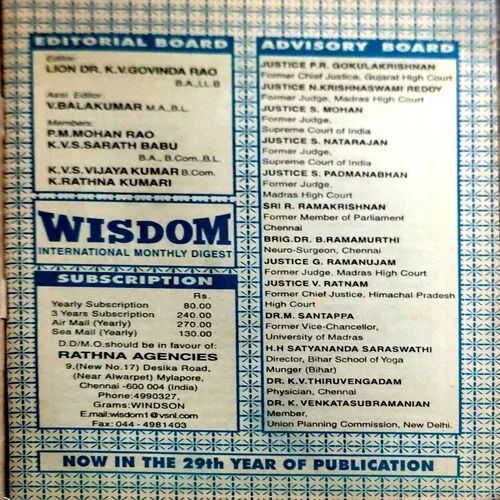 EDITORIAL BOARD
Editor
LION DR. K.V.GOVINDA RAO
B.A.,LL.B
Asst. Editor
V.BALAKUMAR M.A.,B.L.
Members
P.M.MOHAN RAO
K.V.S.SARATH BABU
B.A., B.Com.,B.L.
K.V.S.VIJAYA KUMAR B.Com.
K.RATHNA KUMARI
WISDOM
INTERNATIONAL MONTHLY DIGEST
SUBSCRIPTION
Rs.
Yearly Subscription 80.00
3 Years Subscription 240.00
Air Mail (Yearly) 270.00
Sea Mail (Yearly) 130.00
D.D/M.O.should be in favour of:
RATHNA AGENCIES
9,(New No.17) Desika Road,
(Near Alwarpet) Mylapore,
Chennai -600 004 (India)
Phone:4990327,
Grams:WINDSON
E.mail:wisdom1@vsnl.com
Fax:044 - 4981403
ADVISORY BOARD
JUSTICE P.R. GOKULAKRISHNAN
Former Chief Justice, Gujarat High Court
JUSTICE N.KRISHNASWAMI REDDY
Former Judge, Madras High Court
JUSTICE S. MOHAN
Former Judge,
Supreme Court of India
JUSTICE S. NATARAJAN
Former Judge,
Supreme Court of India
JUSTICE S. PADMANABHAN
Former Judge,
Madras High Court
SRI R. RAMAKRISHNAN
Former Member of Parliament
Chennai
BRIG.DR. B.RAMAMURTHI
Neuro-Surgeon, Chennai
JUSTICE G. RAMANUJAM
Former Judge, Madras High Court
JUSTICE V. RATNAM
Former Chief Justice, Himachal Pradesh
High Court
DR.M. SANTAPPA
Former Vice-Chancellor,
University of Madras
H.H SATYANANDA SARASWATHI
Director, Bihar School of Yoga
Munger (Bihar)
DR. K.V.THIRUVENGADAM
Physician, Chennai
DR. K. VENKATASUBRAMANIAN
Member,
Union Planning Commission, New Delhi.
NOW IN THE 29th YEAR OF PUBLICATION